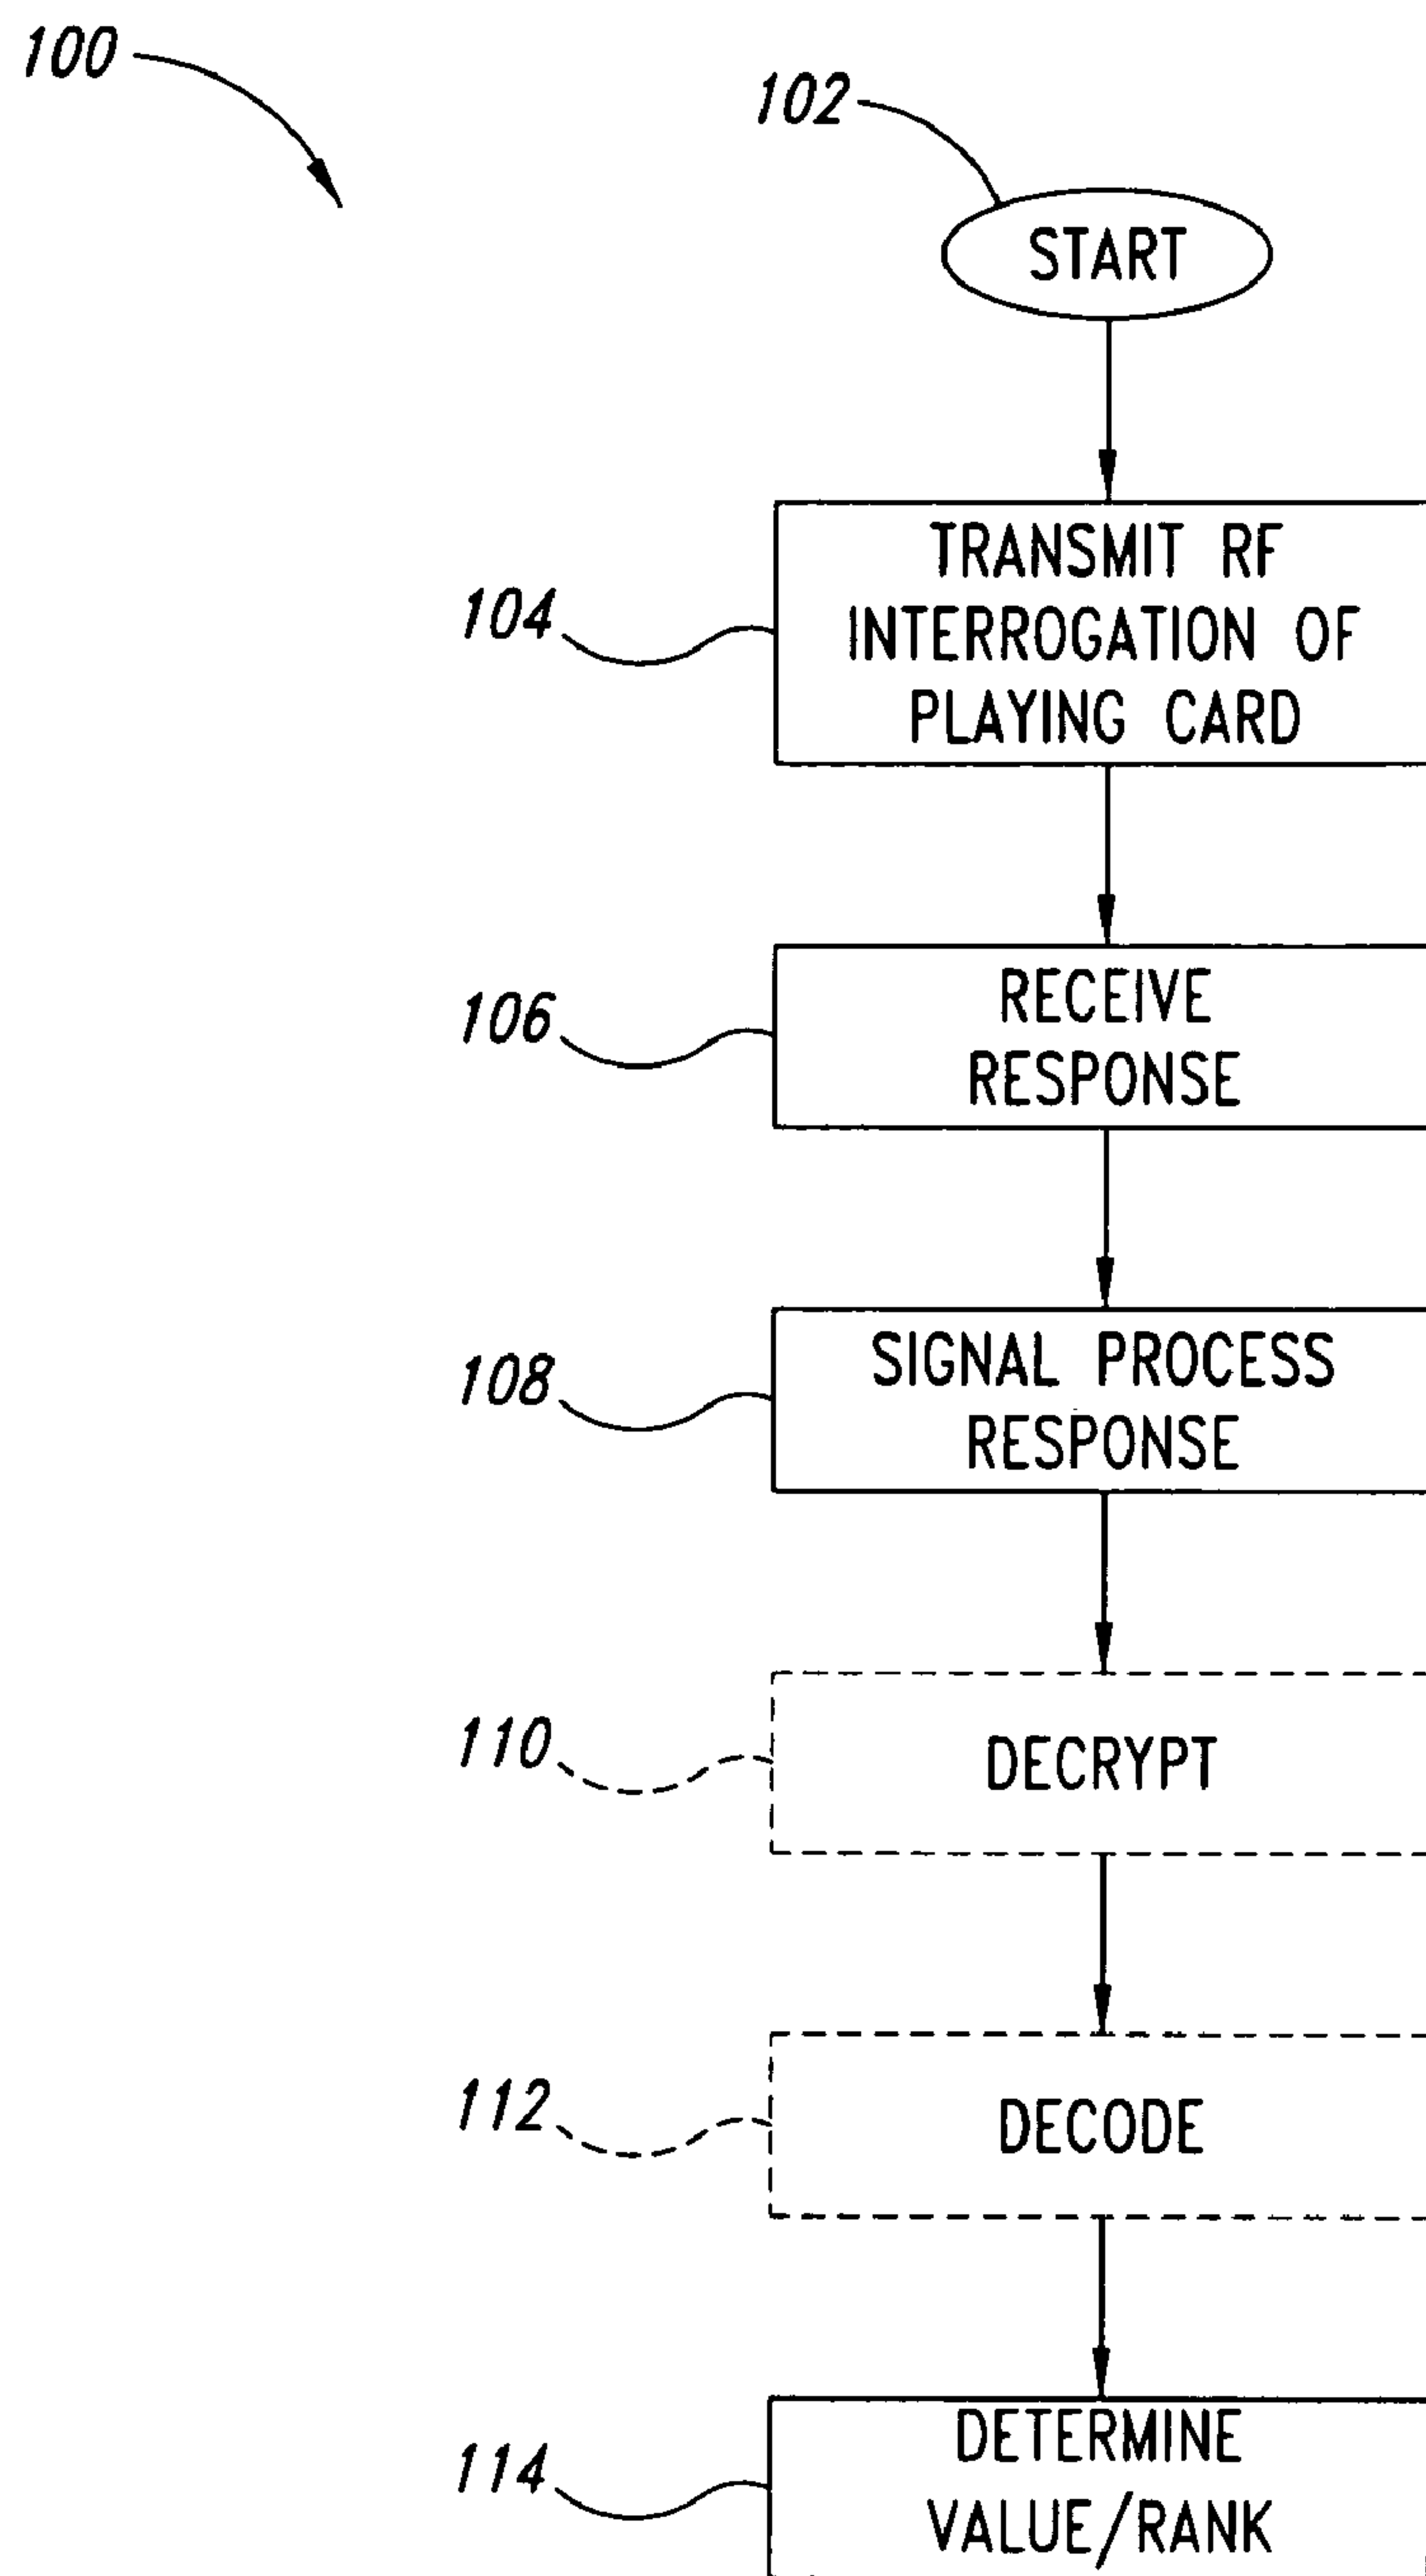 100
102
START
104
TRANSMIT RF
INTERROGATION OF
PLAYING CARD
106
RECEIVE
RESPONSE
108
SIGNAL PROCESS
RESPONSE
110
DECRYPT
112
DECODE
114
DETERMINE
VALUE/RANK